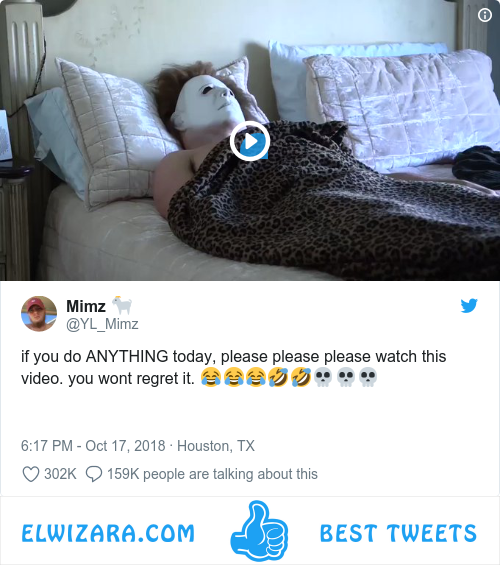 Mimz 🐐
@YL_Mimz
if you do ANYTHING today, please please please watch this
video. you wont regret it. 😂😂😂🤣🤣💀💀💀
6:17 PM - Oct 17, 2018 · Houston, TX
302K 159K people are talking about this
ELWIZARA.COM BEST TWEETS